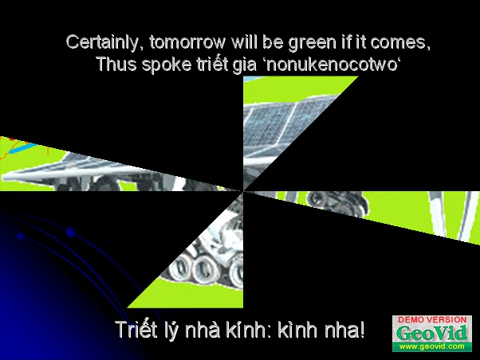 Certainly, tomorrow will be green if it comes,
Thus spoke triết gia ‘nonukenocotwo‘
Triết lý nhà kính: kình nha!
DEMO VERSION
GeoVid
www.geovid.com